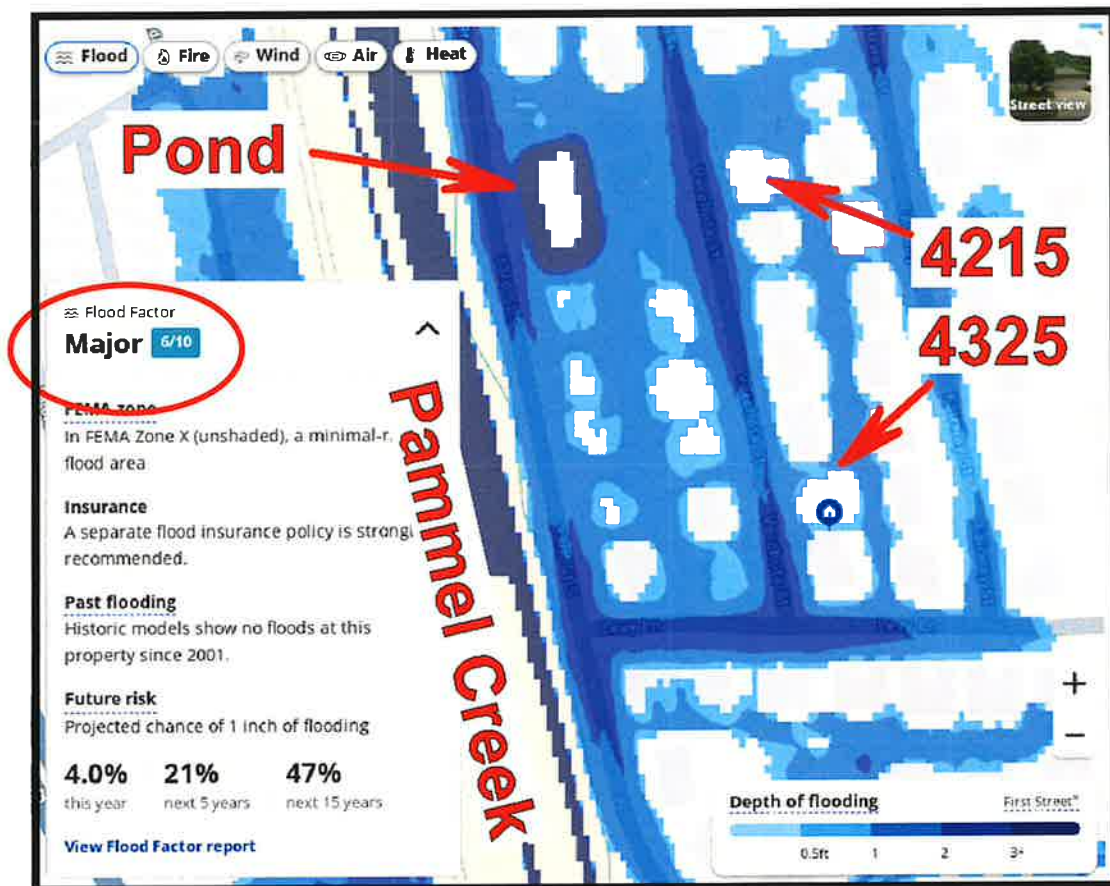 Flood
Fire
Wind
Air
Heat
Street view
Pond
4215
4325
Pammel Creek
Flood Factor
Major 6/10
FEMA zone
In FEMA Zone X (unshaded), a minimal-r
flood area
Insurance
A separate flood insurance policy is strongl
recommended.
Past flooding
Historic models show no floods at this
property since 2001.
Future risk
Projected chance of 1 inch of flooding
4.0% 21% 47%
this year next 5 years next 15 years
View Flood Factor report
+
−
Depth of flooding First Street™
0.5ft 1 2 3+